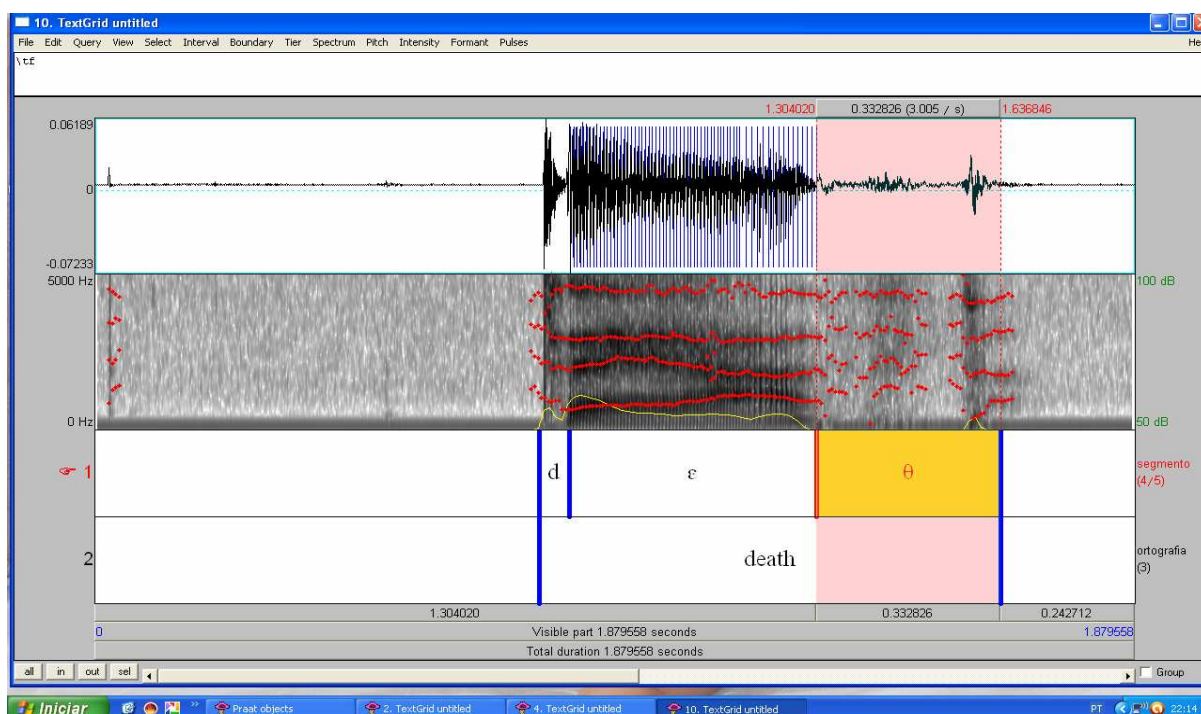 10. TextGrid untitled
File Edit Query View Select Interval Boundary Tier Spectrum Pitch Intensity Formant Pulses He
\tf
1.304020 0.332826 (3.005 / s) 1.636846
0.06189
0
-0.07233
5000 Hz 100 dB
0 Hz 50 dB
1 d ε θ segmento
(4/5)
2 death ortografia
(3)
1.304020 0.332826 0.242712
0 Visible part 1.879558 seconds 1.879558
Total duration 1.879558 seconds
all in out sel Group
Iniciar » Praat objects 2. TextGrid untitled 4. TextGrid untitled 10. TextGrid untitled PT 22:14